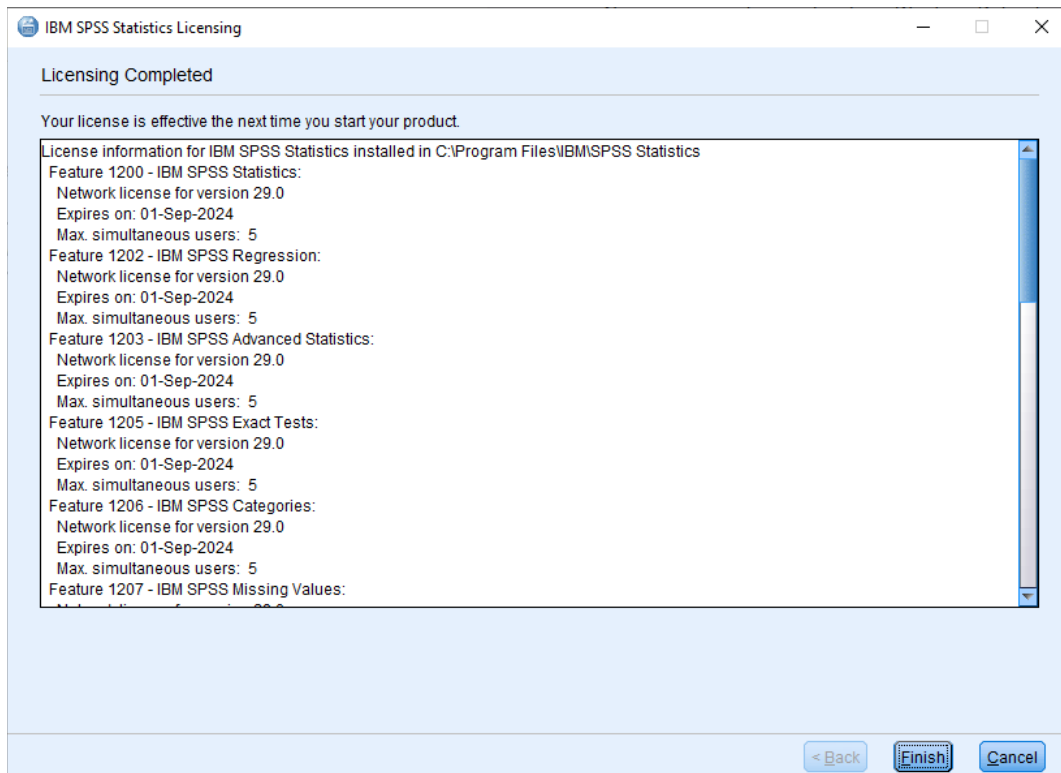 IBM SPSS Statistics Licensing
Licensing Completed
Your license is effective the next time you start your product.
License information for IBM SPSS Statistics installed in C:\Program Files\IBM\SPSS Statistics
Feature 1200 - IBM SPSS Statistics:
Network license for version 29.0
Expires on: 01-Sep-2024
Max. simultaneous users: 5
Feature 1202 - IBM SPSS Regression:
Network license for version 29.0
Expires on: 01-Sep-2024
Max. simultaneous users: 5
Feature 1203 - IBM SPSS Advanced Statistics:
Network license for version 29.0
Expires on: 01-Sep-2024
Max. simultaneous users: 5
Feature 1205 - IBM SPSS Exact Tests:
Network license for version 29.0
Expires on: 01-Sep-2024
Max. simultaneous users: 5
Feature 1206 - IBM SPSS Categories:
Network license for version 29.0
Expires on: 01-Sep-2024
Max. simultaneous users: 5
Feature 1207 - IBM SPSS Missing Values:
< Back Finish Cancel